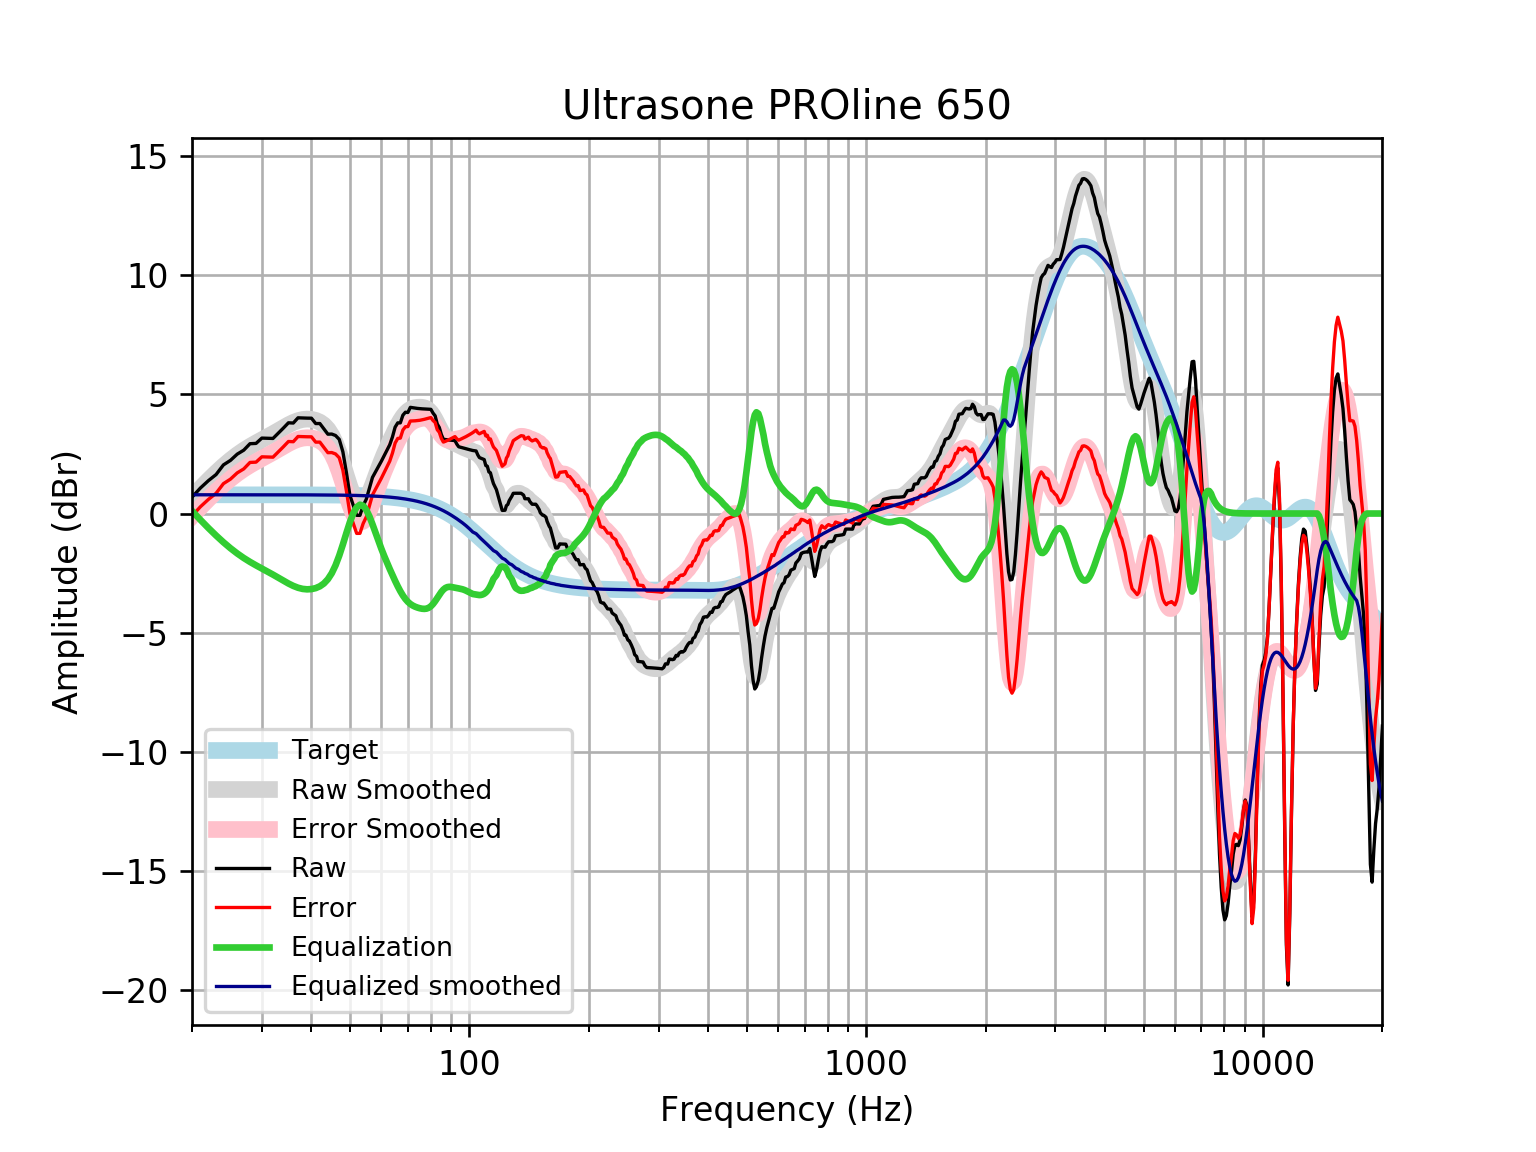 Ultrasone PROline 650
15
10
5
0
−5
−10
−15
−20
Amplitude (dBr)
Target
Raw Smoothed
Error Smoothed
Raw
Error
Equalization
Equalized smoothed
100
1000
10000
Frequency (Hz)